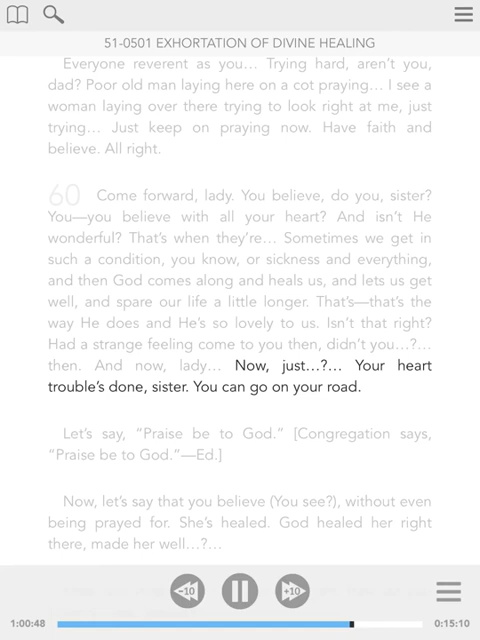 51-0501 EXHORTATION OF DIVINE HEALING
Everyone reverent as you… Trying hard, aren't you,
dad? Poor old man laying here on a cot praying… I see a
woman laying over there trying to look right at me, just
trying… Just keep on praying now. Have faith and
believe. All right.
60 Come forward, lady. You believe, do you, sister?
You—you believe with all your heart? And isn't He
wonderful? That's when they're… Sometimes we get in
such a condition, you know, or sickness and everything,
and then God comes along and heals us, and lets us get
well, and spare our life a little longer. That's—that's the
way He does and He's so lovely to us. Isn't that right?
Had a strange feeling come to you then, didn't you…?…
then. And now, lady… Now, just…?… Your heart
trouble's done, sister. You can go on your road.
Let's say, "Praise be to God." [Congregation says,
"Praise be to God."—Ed.]
Now, let's say that you believe (You see?), without even
being prayed for. She's healed. God healed her right
there, made her well…?…
-10
+10
1:00:48
0:15:10